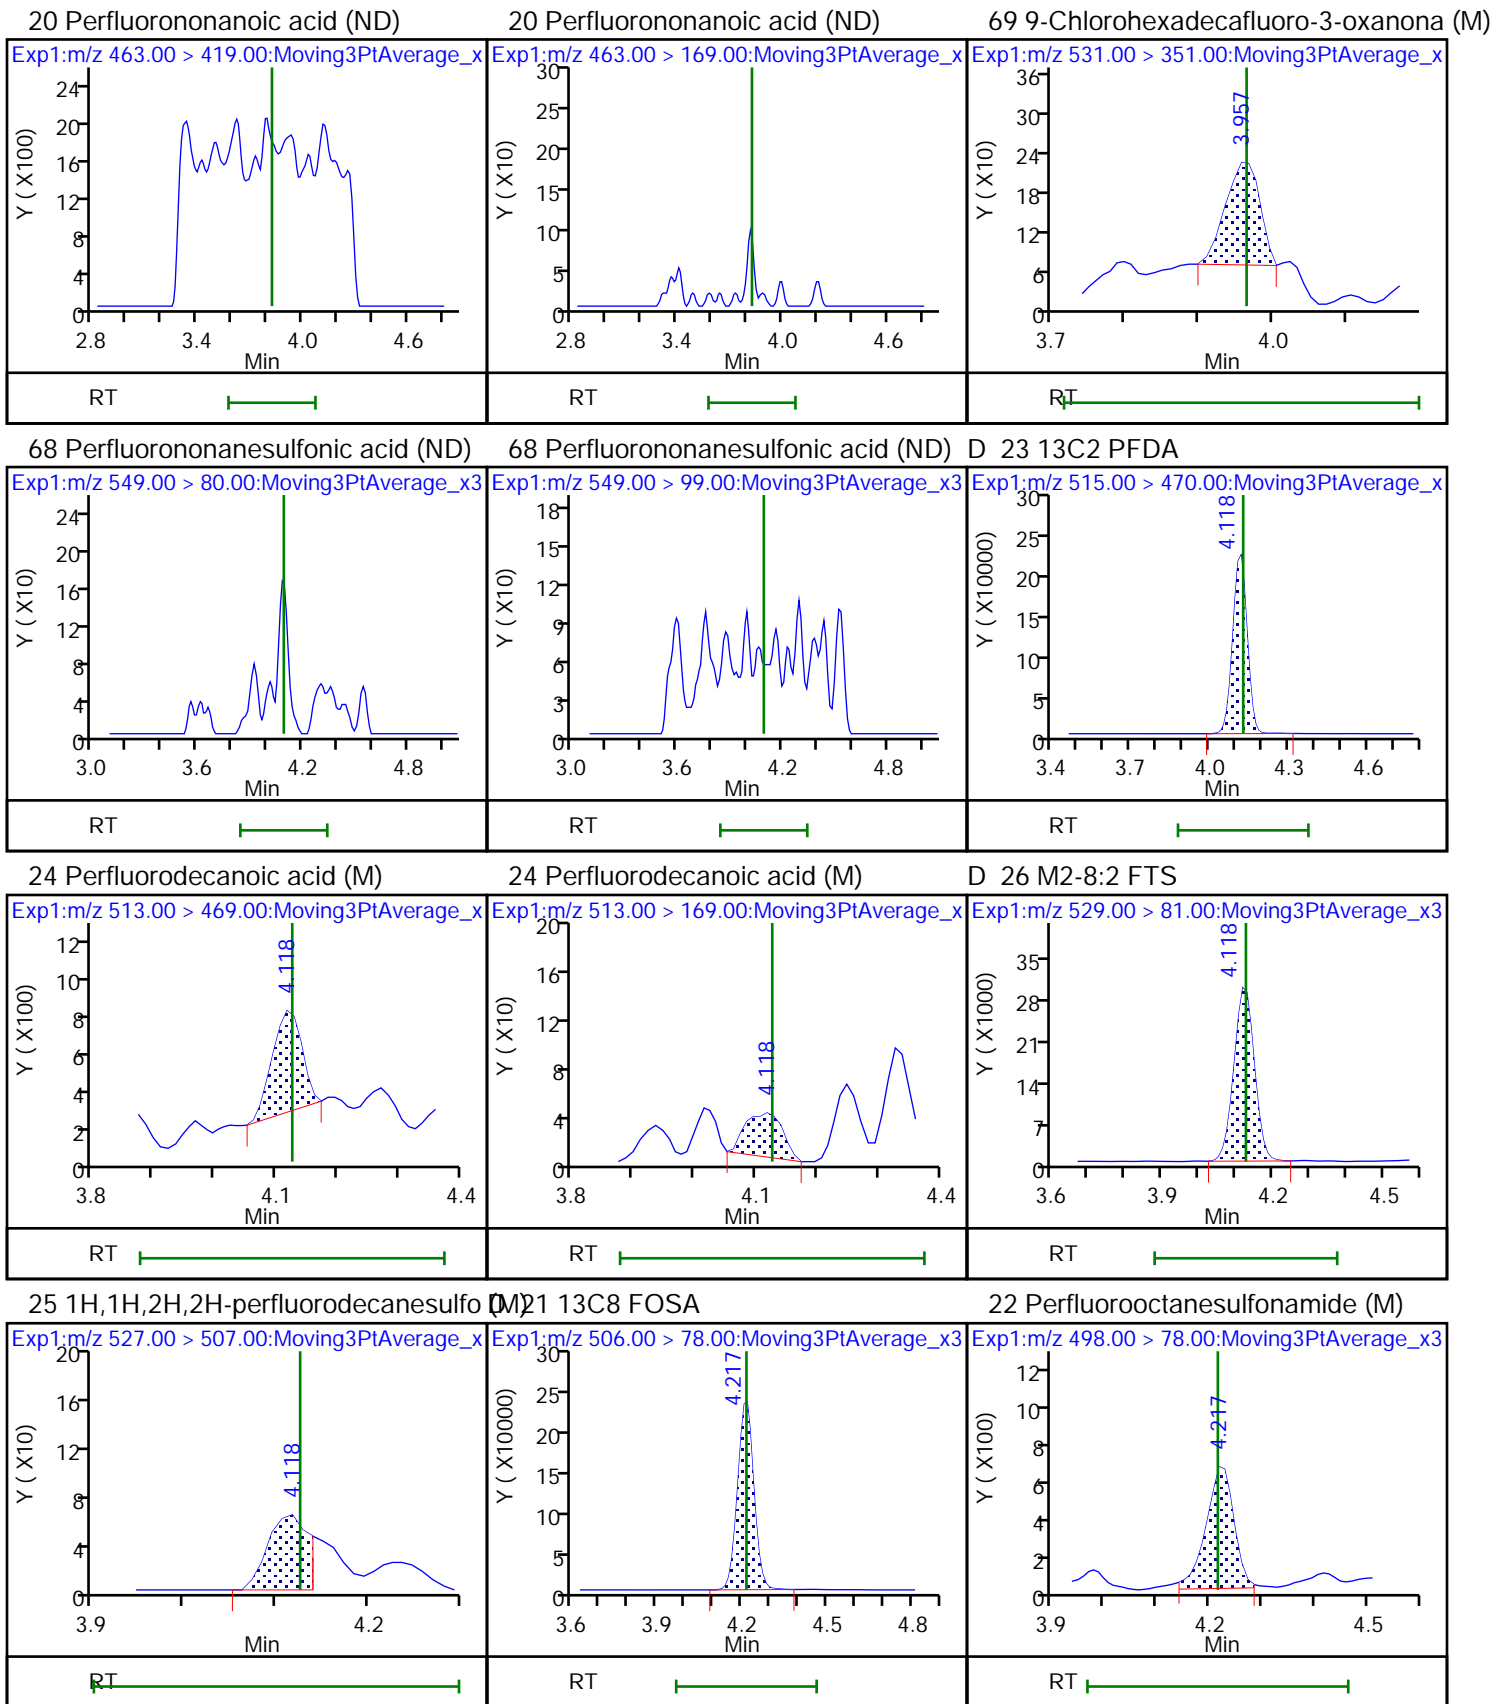 20 Perfluorononanoic acid (ND)
20 Perfluorononanoic acid (ND)
69 9-Chlorohexadecafluoro-3-oxanona (M)
Exp1:m/z 463.00 > 419.00:Moving3PtAverage_x
Exp1:m/z 463.00 > 169.00:Moving3PtAverage_x
Exp1:m/z 531.00 > 351.00:Moving3PtAverage_x
Y ( X100)
24
20
16
12
8
4
0
2.8 3.4 4.0 4.6
Min
RT
Y ( X10)
30
25
20
15
10
5
0
2.8 3.4 4.0 4.6
Min
RT
Y ( X10)
36
30
24
18
12
6
0
3.957
3.7 4.0
Min
RT
68 Perfluorononanesulfonic acid (ND)
68 Perfluorononanesulfonic acid (ND)
D 23 13C2 PFDA
Exp1:m/z 549.00 > 80.00:Moving3PtAverage_x3
Exp1:m/z 549.00 > 99.00:Moving3PtAverage_x3
Exp1:m/z 515.00 > 470.00:Moving3PtAverage_x
Y ( X10)
24
20
16
12
8
4
0
3.0 3.6 4.2 4.8
Min
RT
Y ( X10)
18
15
12
9
6
3
0
3.0 3.6 4.2 4.8
Min
RT
Y ( X10000)
30
25
20
15
10
5
0
4.118
3.4 3.7 4.0 4.3 4.6
Min
RT
24 Perfluorodecanoic acid (M)
24 Perfluorodecanoic acid (M)
D 26 M2-8:2 FTS
Exp1:m/z 513.00 > 469.00:Moving3PtAverage_x
Exp1:m/z 513.00 > 169.00:Moving3PtAverage_x
Exp1:m/z 529.00 > 81.00:Moving3PtAverage_x3
Y ( X100)
12
10
8
6
4
2
0
4.118
3.8 4.1 4.4
Min
RT
Y ( X10)
20
16
12
8
4
0
4.118
3.8 4.1 4.4
Min
RT
Y ( X1000)
35
28
21
14
7
0
4.118
3.6 3.9 4.2 4.5
Min
RT
25 1H,1H,2H,2H-perfluorodecanesulfo (M)
D 21 13C8 FOSA
22 Perfluorooctanesulfonamide (M)
Exp1:m/z 527.00 > 507.00:Moving3PtAverage_x
Exp1:m/z 506.00 > 78.00:Moving3PtAverage_x3
Exp1:m/z 498.00 > 78.00:Moving3PtAverage_x3
Y ( X10)
20
16
12
8
4
0
4.118
3.9 4.2
Min
RT
Y ( X10000)
30
25
20
15
10
5
0
4.217
3.6 3.9 4.2 4.5 4.8
Min
RT
Y ( X100)
12
10
8
6
4
2
0
4.217
3.9 4.2 4.5
Min
RT